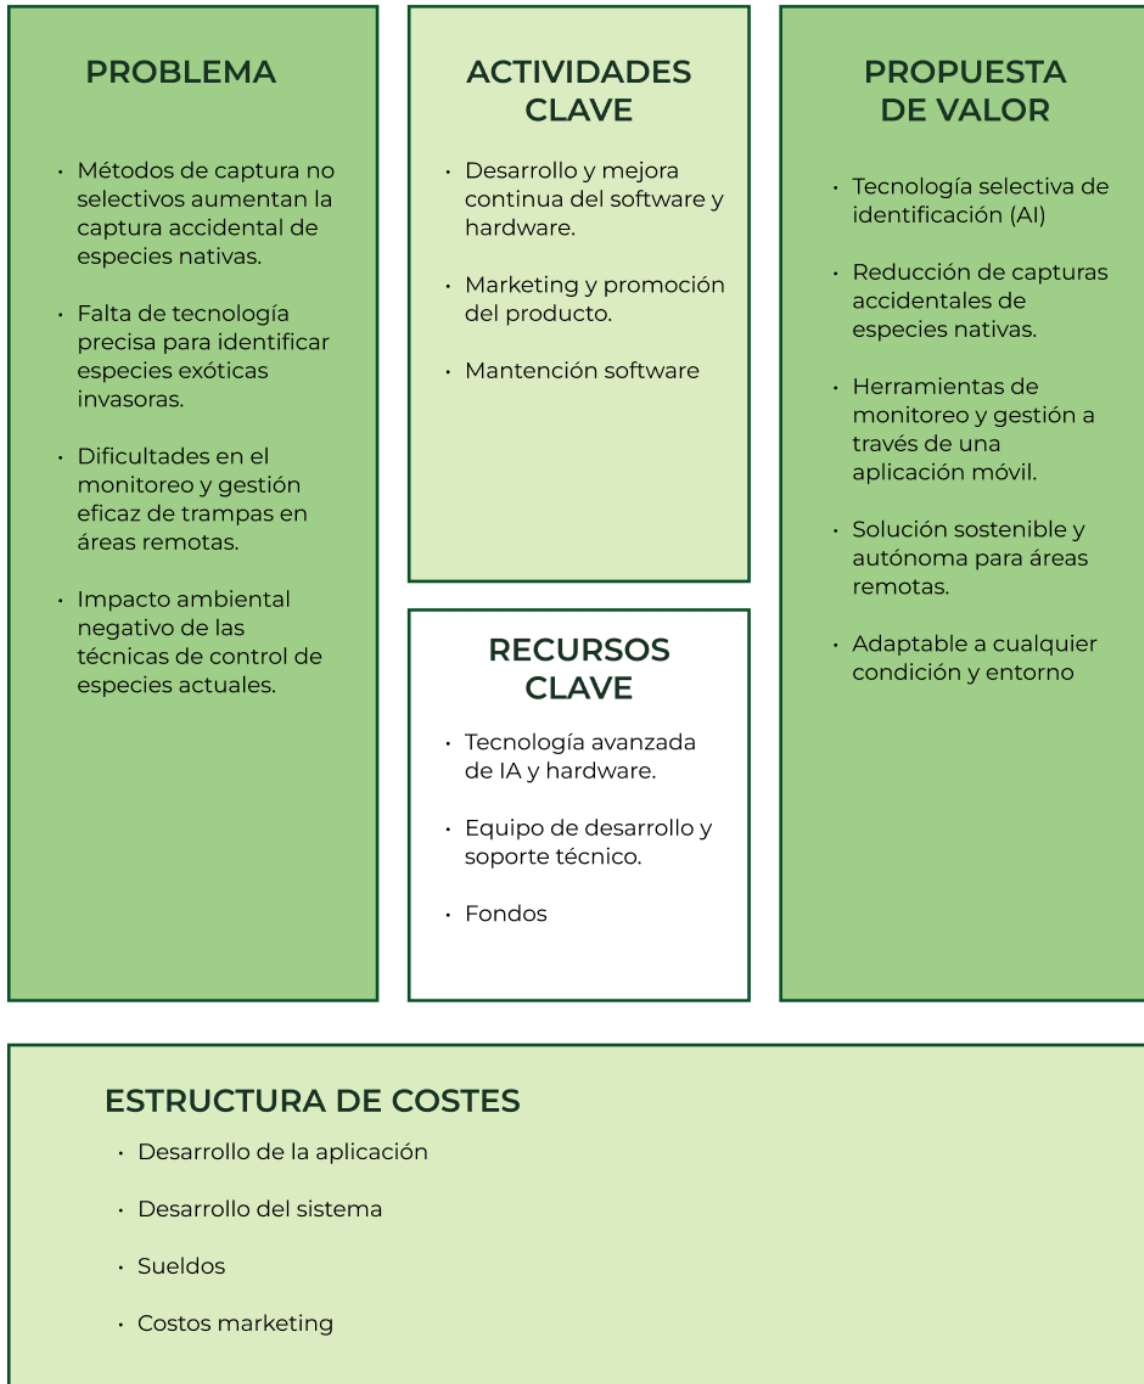 PROBLEMA
• Métodos de captura no
selectivos aumentan la
captura accidental de
especies nativas.
• Falta de tecnología
precisa para identificar
especies exóticas
invasoras.
• Dificultades en el
monitoreo y gestión
eficaz de trampas en
áreas remotas.
• Impacto ambiental
negativo de las
técnicas de control de
especies actuales.
ACTIVIDADES
CLAVE
• Desarrollo y mejora
continua del software y
hardware.
• Marketing y promoción
del producto.
• Mantención software
RECURSOS
CLAVE
• Tecnología avanzada
de IA y hardware.
• Equipo de desarrollo y
soporte técnico.
• Fondos
PROPUESTA
DE VALOR
• Tecnología selectiva de
identificación (AI)
• Reducción de capturas
accidentales de
especies nativas.
• Herramientas de
monitoreo y gestión a
través de una
aplicación móvil.
• Solución sostenible y
autónoma para áreas
remotas.
• Adaptable a cualquier
condición y entorno
ESTRUCTURA DE COSTES
• Desarrollo de la aplicación
• Desarrollo del sistema
• Sueldos
• Costos marketing